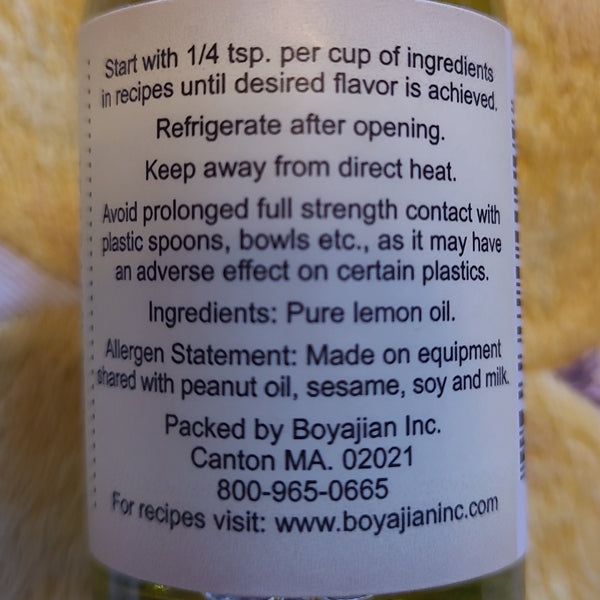 Start with 1/4 tsp. per cup of ingredients
in recipes until desired flavor is achieved.
Refrigerate after opening.
Keep away from direct heat.
Avoid prolonged full strength contact with
plastic spoons, bowls etc., as it may have
an adverse effect on certain plastics.
Ingredients: Pure lemon oil.
Allergen Statement: Made on equipment
shared with peanut oil, sesame, soy and milk.
Packed by Boyajian Inc.
Canton MA. 02021
800-965-0665
For recipes visit: www.boyajianinc.com